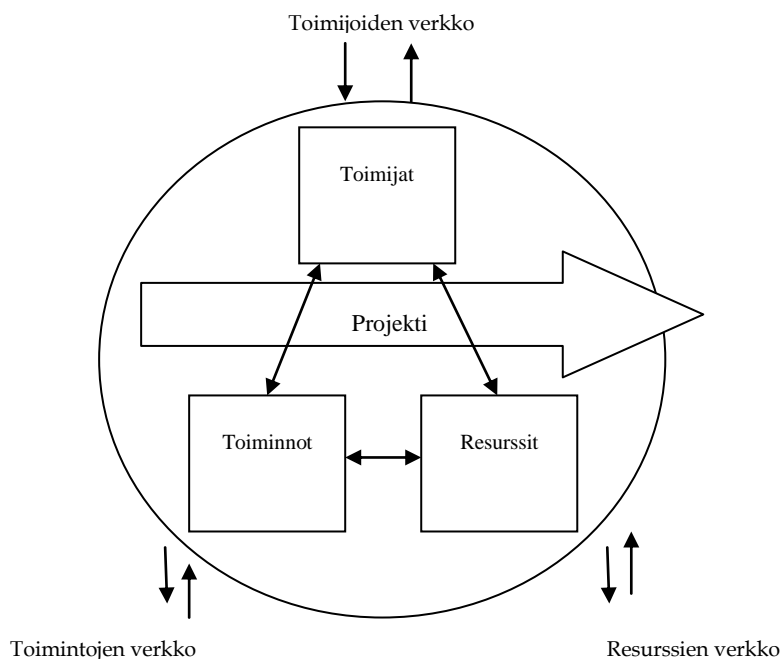 Toimijoiden verkko
Toimijat
Projekti
Toiminnot
Resurssit
Toimintojen verkko
Resurssien verkko